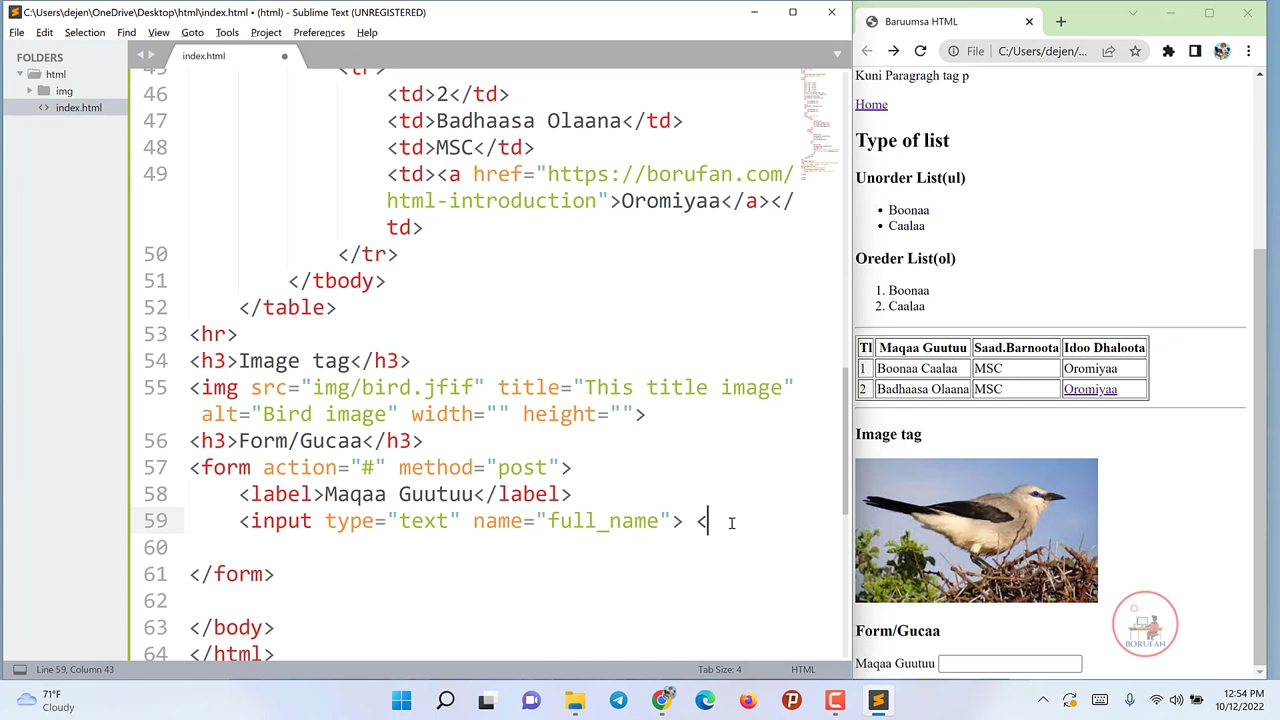 C:\Users\dejen\OneDrive\Desktop\html\index.html • (html) - Sublime Text (UNREGISTERED)
File Edit Selection Find View Goto Tools Project Preferences Help
FOLDERS
html
img
index.html
index.html
45 <tr>
46 <td>2</td>
47 <td>Badhaasa Olaana</td>
48 <td>MSC</td>
49 <td><a href="https://borufan.com/
html-introduction">Oromiyaa</a></
td>
50 </tr>
51 </tbody>
52 </table>
53 <hr>
54 <h3>Image tag</h3>
55 <img src="img/bird.jfif" title="This title image"
alt="Bird image" width="" height="">
56 <h3>Form/Gucaa</h3>
57 <form action="#" method="post">
58 <label>Maqaa Guutuu</label>
59 <input type="text" name="full_name"> <
60
61 </form>
62
63 </body>
64 </html>
Line 59, Column 43
Tab Size: 4
HTML
Baruumsa HTML
File C:/Users/dejen/...
Kuni Paragragh tag p
Home
Type of list
Unorder List(ul)
• Boonaa
• Caalaa
Oreder List(ol)
1. Boonaa
2. Caalaa
Tl Maqaa Guutuu Saad.Barnoota Idoo Dhaloota
1 Boonaa Caalaa MSC Oromiyaa
2 Badhaasa Olaana MSC Oromiyaa
Image tag
Form/Gucaa
Maqaa Guutuu
BORUFAN
71°F
Cloudy
12:54 PM
10/12/2022